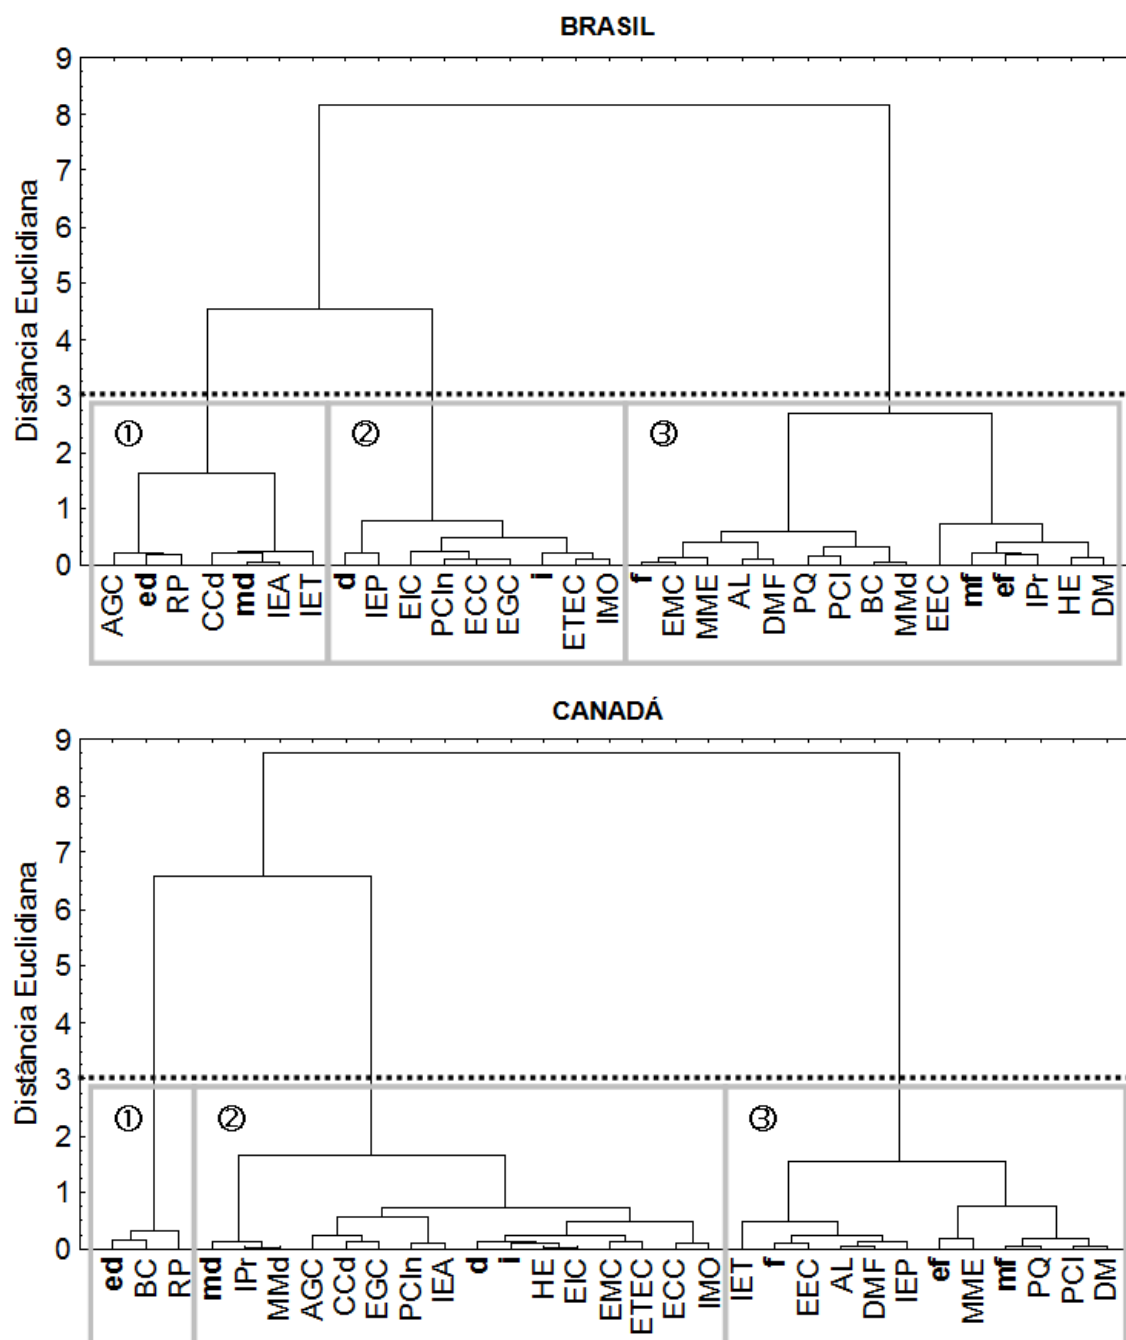 BRASIL
9
8
7
6
5
4
3
2
1
0
Distância Euclidiana
① ② ③
AGC ed RP CCd md IEA IET d IEP EIC PCIn ECC EGC i ETEC IMO f EMC MME AL DMF PQ PCI BC MMd EEC mf ef IPr HE DM
CANADÁ
9
8
7
6
5
4
3
2
1
0
Distância Euclidiana
① ② ③
ed BC RP md IPr MMd AGC CCd EGC PCIn IEA d i HE EIC EMC ETEC ECC IMO IET f EEC AL DMF IEP ef MME mf PQ PCI DM